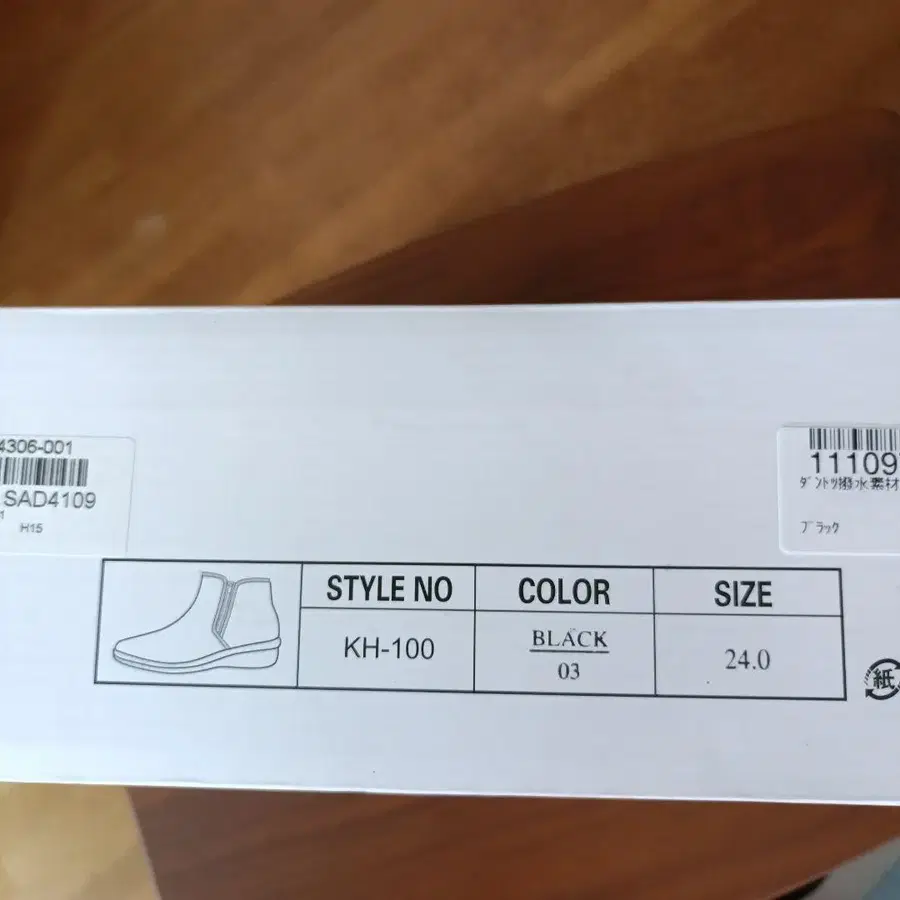 4306-001
SAD4109
1
H15
11109
ﾀﾞﾝﾄﾂ撥水素材
ﾌﾞﾗｯｸ
STYLE NO COLOR SIZE
KH-100 BLACK 03 24.0
紙